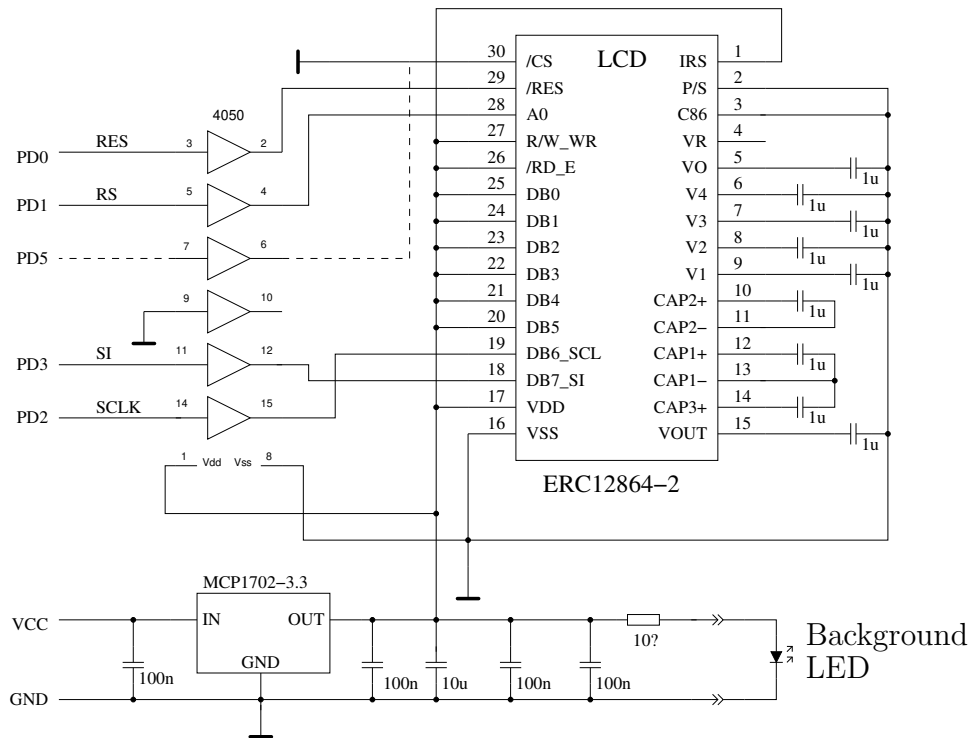 30 /CS LCD IRS 1
29 /RES P/S 2
28 A0 C86 3
27 R/W_WR VR 4
26 /RD_E VO 5 1u
25 DB0 V4 6 1u
24 DB1 V3 7 1u
23 DB2 V2 8 1u
22 DB3 V1 9 1u
21 DB4 CAP2+ 10 1u
20 DB5 CAP2− 11
19 DB6_SCL CAP1+ 12 1u
18 DB7_SI CAP1− 13
17 VDD CAP3+ 14 1u
16 VSS VOUT 15 1u
ERC12864−2
4050
PD0 RES 3 2
PD1 RS 5 4
PD5 7 6
9 10
PD3 SI 11 12
PD2 SCLK 14 15
1 Vdd Vss 8
MCP1702−3.3
VCC IN OUT 10?
GND
100n 100n 10u 100n 100n
GND
Background
LED